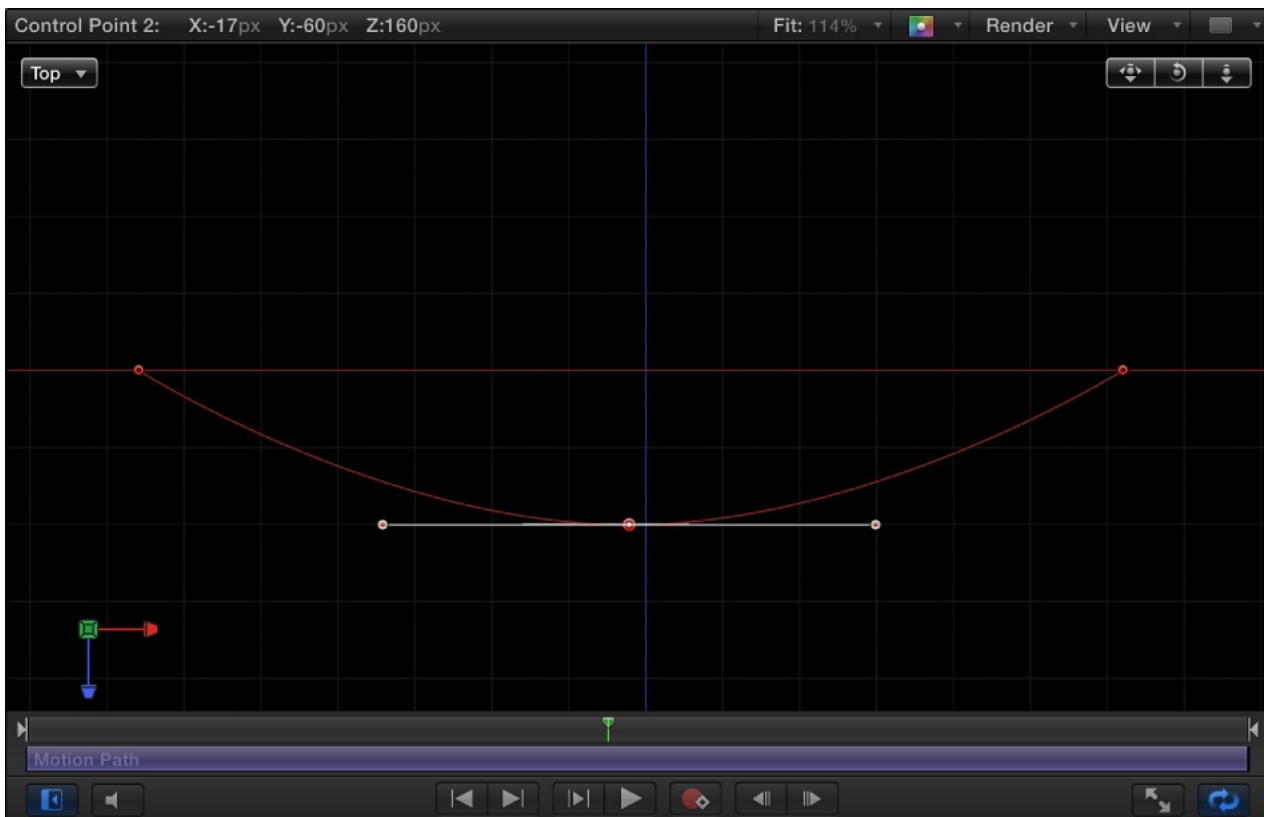 Control Point 2: X:-17px Y:-60px Z:160px Fit: 114% Render View
Top
Motion Path